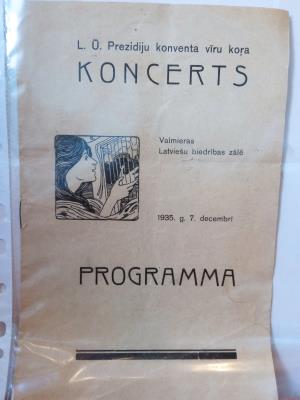 L. Ū. Prezidiju konventa vīru koŗa
KONCERTS
Valmieras
Latviešu biedrības zālē
1935. g. 7. decembrī
PROGRAMMA